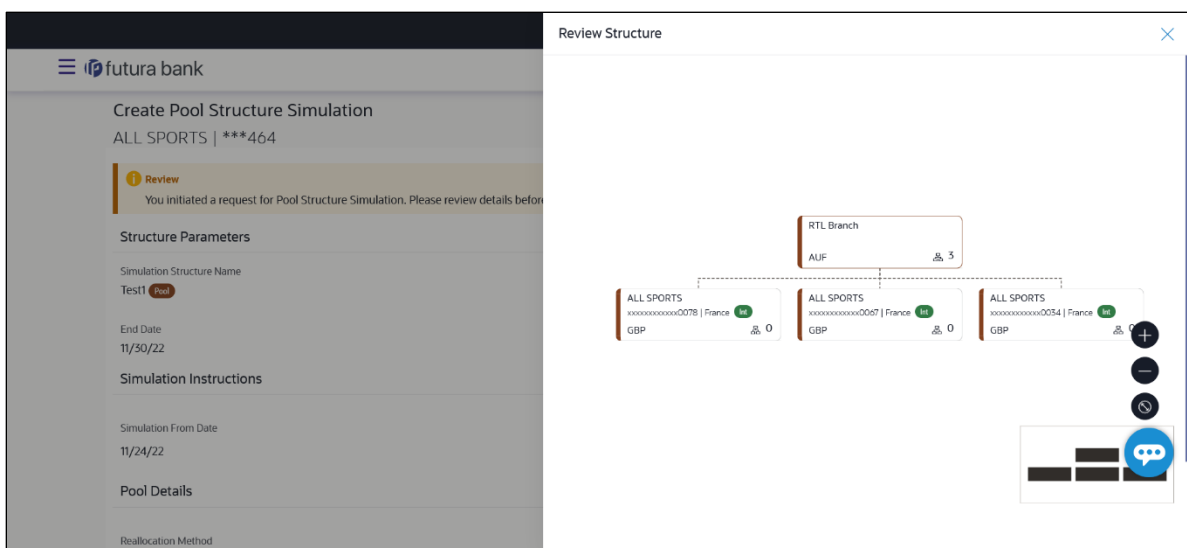 Review Structure
futura bank
Create Pool Structure Simulation
ALL SPORTS | ***464
Review
You initiated a request for Pool Structure Simulation. Please review details before
Structure Parameters
Simulation Structure Name
Test1 Pool
End Date
11/30/22
Simulation Instructions
Simulation From Date
11/24/22
Pool Details
Reallocation Method
RTL Branch
AUF 3
ALL SPORTS
xxxxxxxxxxxx0078 | France Int
GBP 0
ALL SPORTS
xxxxxxxxxxxx0067 | France Int
GBP 0
ALL SPORTS
xxxxxxxxxxxx0034 | France Int
GBP 0